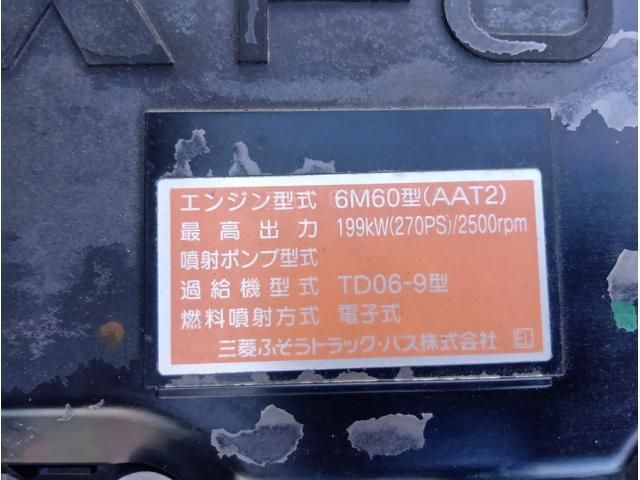 エンジン型式 6M60型(AAT2)
最高出力 199kW(270PS)/2500rpm
噴射ポンプ型式
過給機型式 TD06-9型
燃料噴射方式 電子式
三菱ふそうトラック・バス株式会社 EL